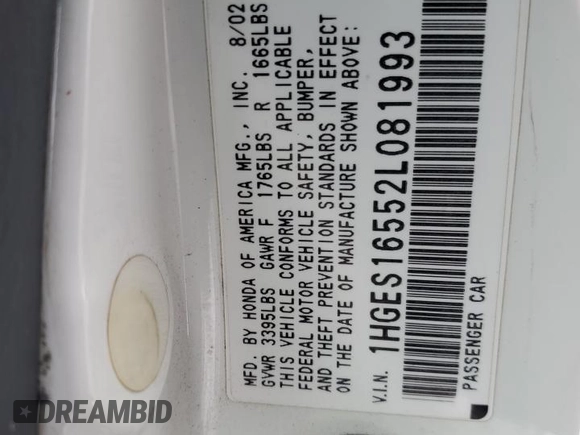 MFD. BY HONDA OF AMERICA MFG., INC. 8/02
GVWR 3395LBS GAWR F 1765LBS R 1665LBS
THIS VEHICLE CONFORMS TO ALL APPLICABLE
FEDERAL MOTOR VEHICLE SAFETY, BUMPER,
AND THEFT PREVENTION STANDARDS IN EFFECT
ON THE DATE OF MANUFACTURE SHOWN ABOVE:
V.I.N. 1HGES16552L081993
PASSENGER CAR
DREAMBID